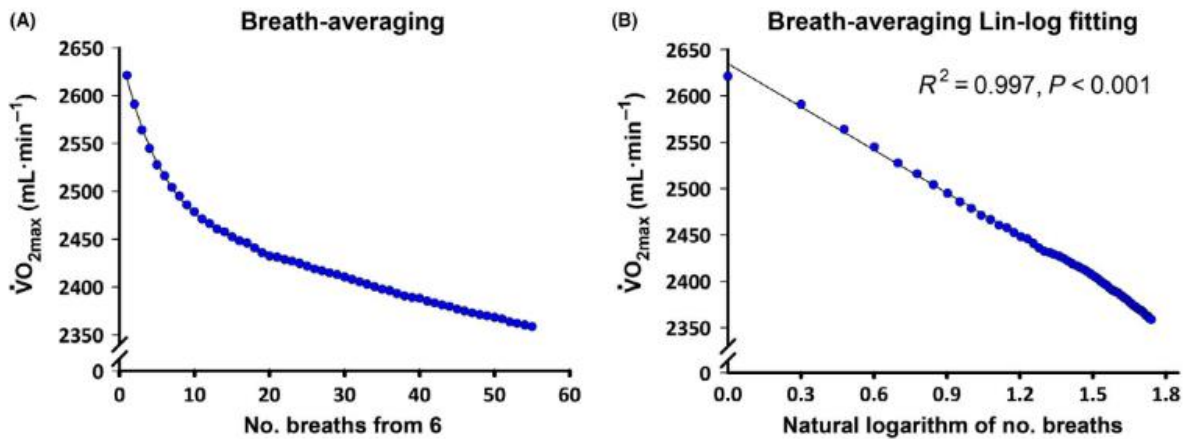 (A)
Breath-averaging
V̇O2max (mL·min−1)
2650
2600
2550
2500
2450
2400
2350
0
0 10 20 30 40 50 60
No. breaths from 6
(B)
Breath-averaging Lin-log fitting
R2 = 0.997, P < 0.001
V̇O2max (mL·min−1)
2650
2600
2550
2500
2450
2400
2350
0
0.0 0.3 0.6 0.9 1.2 1.5 1.8
Natural logarithm of no. breaths